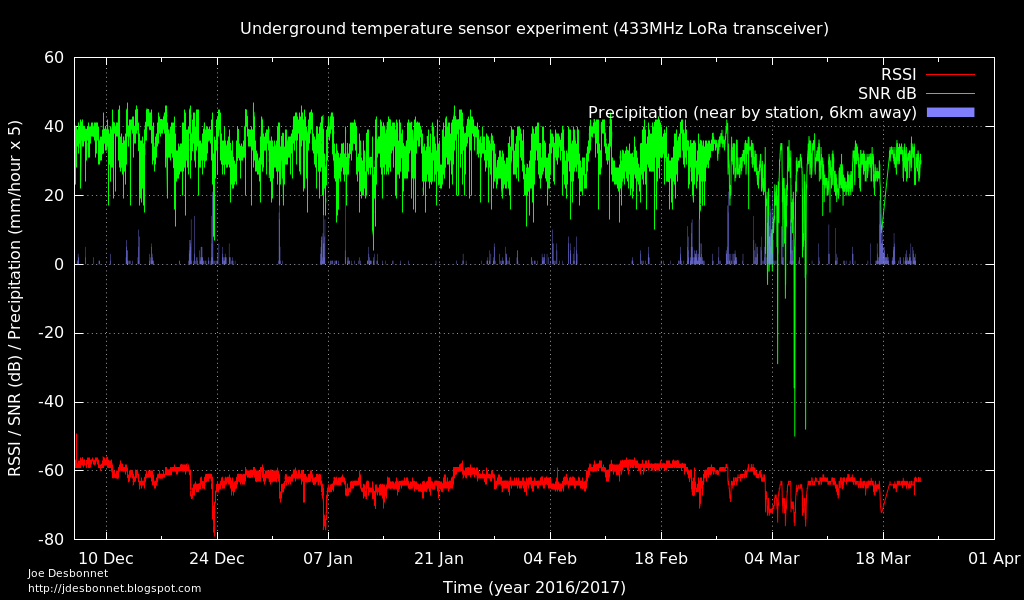 Underground temperature sensor experiment (433MHz LoRa transceiver)
RSSI / SNR (dB) / Precipitation (mm/hour x 5)
60
40
20
0
-20
-40
-60
-80
RSSI
SNR dB
Precipitation (near by station, 6km away)
10 Dec 24 Dec 07 Jan 21 Jan 04 Feb 18 Feb 04 Mar 18 Mar 01 Apr
Time (year 2016/2017)
Joe Desbonnet
http://jdesbonnet.blogspot.com